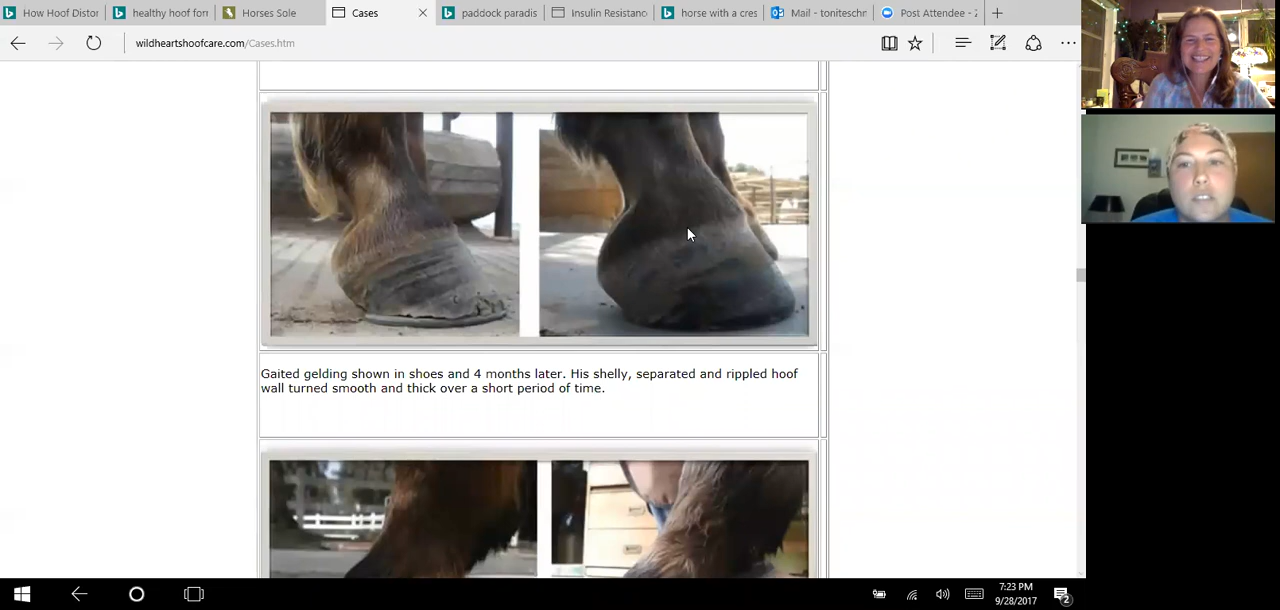 How Hoof Distor
healthy hoof forr
Horses Sole
Cases
paddock paradis
Insulin Resistanc
horse with a cres
Mail - toniteschn
Post Attendee - Z
wildheartshoofcare.com/Cases.htm
Gaited gelding shown in shoes and 4 months later. His shelly, separated and rippled hoof
wall turned smooth and thick over a short period of time.
7:23 PM
9/28/2017
2